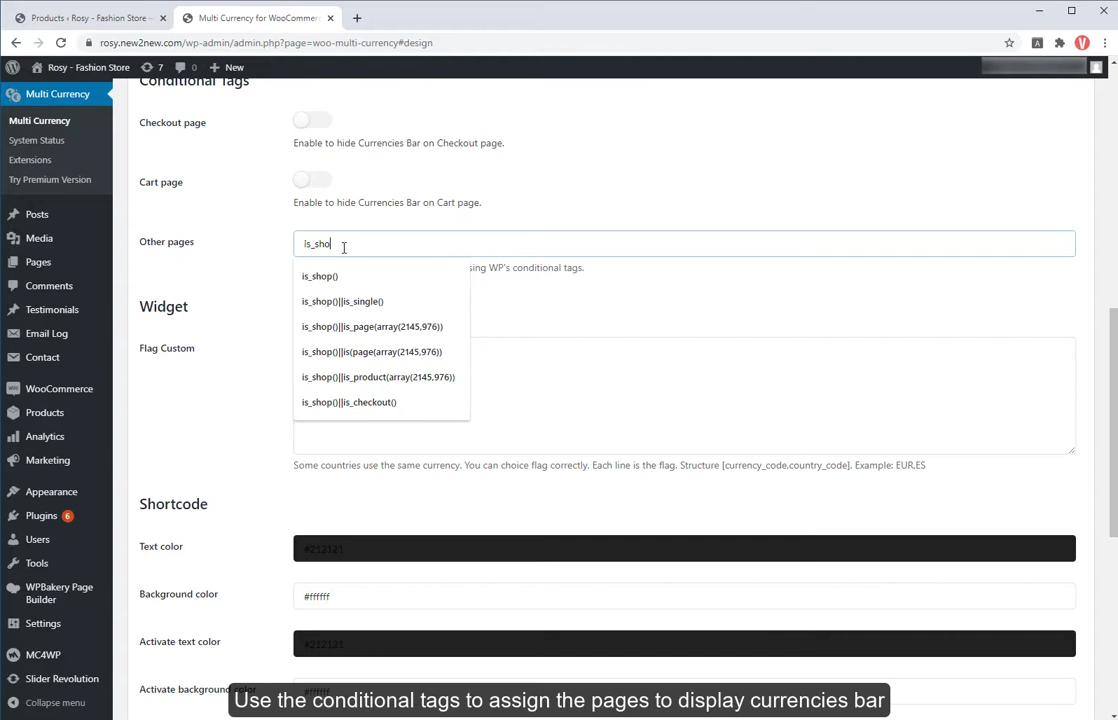 Products ‹ Rosy - Fashion Store —
Multi Currency for WooCommerc
rosy.new2new.com/wp-admin/admin.php?page=woo-multi-currency#design
Rosy - Fashion Store
7
0
New
Multi Currency
Multi Currency
System Status
Extensions
Try Premium Version
Posts
Media
Pages
Comments
Testimonials
Email Log
Contact
WooCommerce
Products
Analytics
Marketing
Appearance
Plugins 6
Users
Tools
WPBakery Page
Builder
Settings
MC4WP
Slider Revolution
Collapse menu
Conditional Tags
Checkout page
Enable to hide Currencies Bar on Checkout page.
Cart page
Enable to hide Currencies Bar on Cart page.
Other pages
is_sho
sing WP's conditional tags.
is_shop()
is_shop()||is_single()
is_shop()||is_page(array(2145,976))
is_shop()||is(page(array(2145,976))
is_shop()||is_product(array(2145,976))
is_shop()||is_checkout()
Widget
Flag Custom
Some countries use the same currency. You can choice flag correctly. Each line is the flag. Structure [currency_code,country_code]. Example: EUR,ES
Shortcode
Text color
#212121
Background color
#ffffff
Activate text color
#212121
Activate background color
#ffffff
Use the conditional tags to assign the pages to display currencies bar